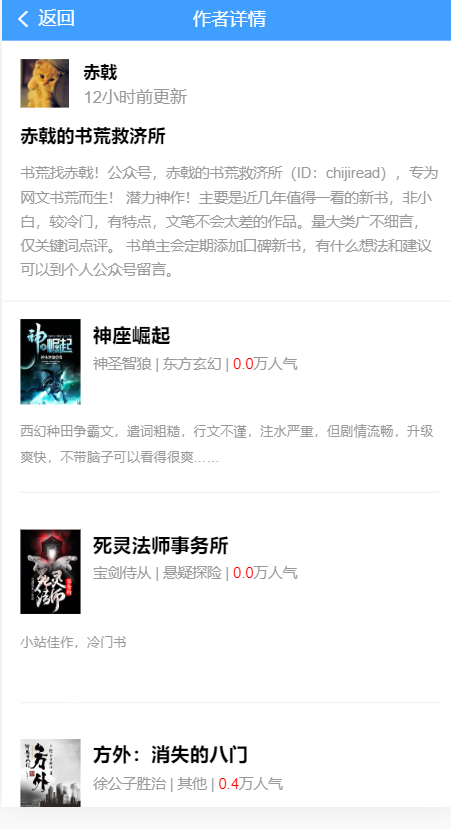 返回
作者详情
赤戟
12小时前更新
赤戟的书荒救济所
书荒找赤戟！公众号，赤戟的书荒救济所（ID：chijiread），专为
网文书荒而生！ 潜力神作！主要是近几年值得一看的新书，非小
白，较冷门，有特点，文笔不会太差的作品。量大类广不细言，
仅关键词点评。 书单主会定期添加口碑新书，有什么想法和建议
可以到个人公众号留言。
神座崛起
神圣智狼 | 东方玄幻 | 0.0万人气
西幻种田争霸文，遣词粗糙，行文不谨，注水严重，但剧情流畅，升级
爽快，不带脑子可以看得很爽……
死灵法师事务所
宝剑侍从 | 悬疑探险 | 0.0万人气
死灵
法师
小站佳作，冷门书
方外：消失的八门
徐公子胜治 | 其他 | 0.4万人气
方外